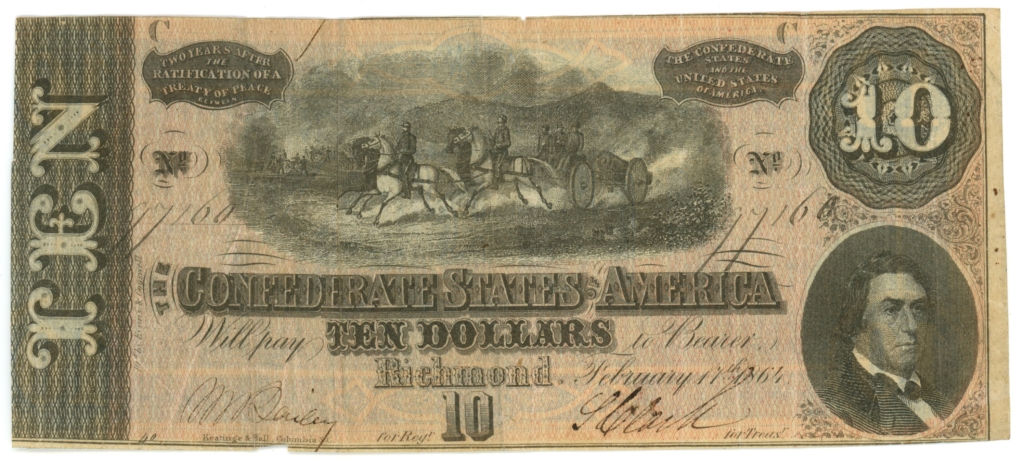 C
C
TWO YEARS AFTER
THE
RATIFICATION OF A
TREATY OF PEACE
BETWEEN
THE CONFEDERATE
STATES
AND THE
UNITED STATES
OF AMERICA.
10
TEN
No
No
THE
CONFEDERATE STATES OF AMERICA
Will pay TEN DOLLARS to Bearer
Richmond. February 17th 1864
10
for Regr
for Treasr
Keatinge & Ball, Columbia